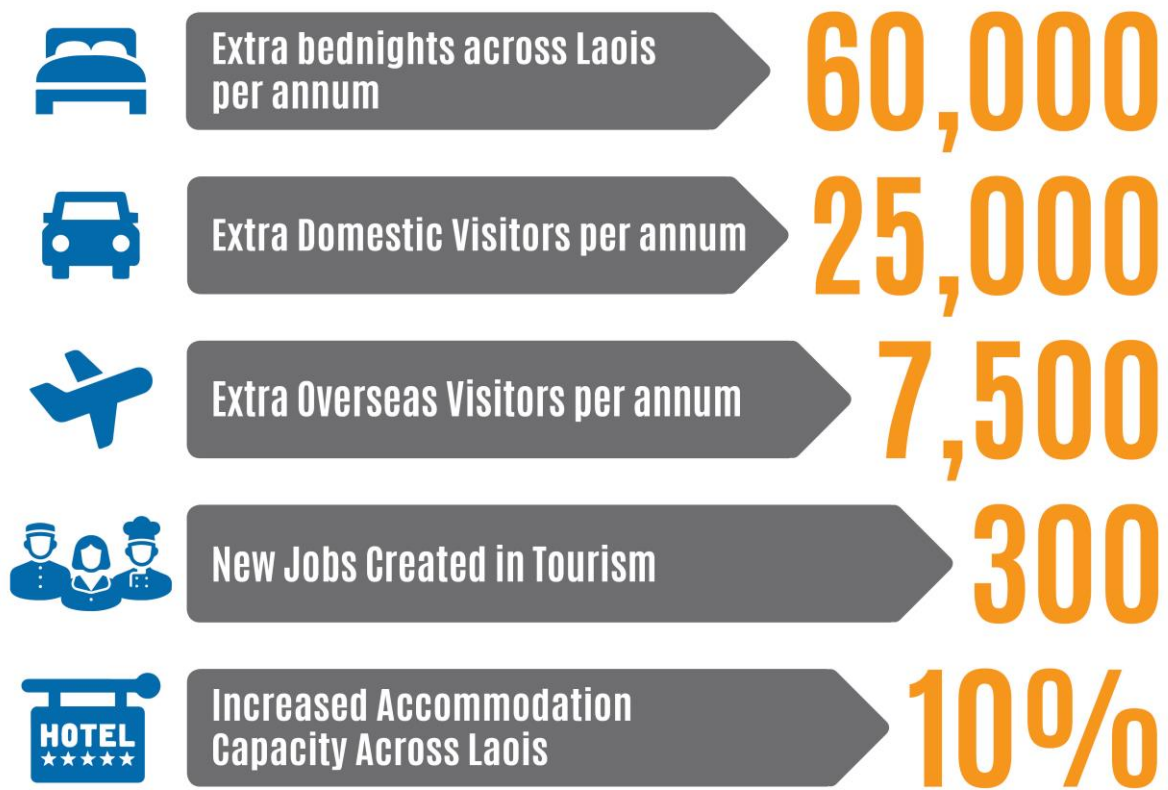 Extra bednights across Laois
per annum
60,000
Extra Domestic Visitors per annum
25,000
Extra Overseas Visitors per annum
7,500
New Jobs Created in Tourism
300
HOTEL
Increased Accommodation
Capacity Across Laois
10%